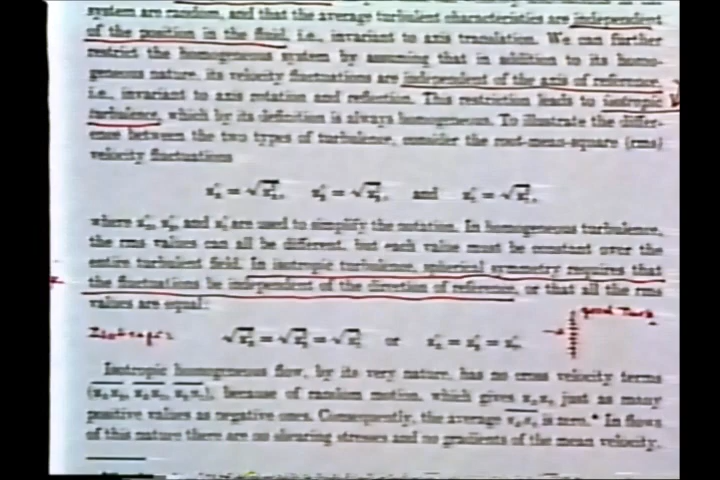 system are random, and that the average turbulent characteristics are independent
of the position in the fluid, i.e., invariant to axis translation. We can further
restrict the homogeneous system by assuming that in addition to its homo-
geneous nature, its velocity fluctuations are independent of the axis of reference,
i.e., invariant to axis rotation and reflection. This restriction leads to isotropic
turbulence, which by its definition is always homogeneous. To illustrate the differ-
ence between the two types of turbulence, consider the root-mean-square (rms)
velocity fluctuations
and
where and are used to simplify the notation. In homogeneous turbulence,
the rms values can all be different, but each value must be constant over the
entire turbulent field. In isotropic turbulence, spherical symmetry requires that
the fluctuations be independent of the direction of reference, or that all the rms
values are equal:
or
Isotropic homogeneous flow, by its very nature, has no cross velocity terms
because of random motion, which gives just as many
positive values as negative ones. Consequently, the average is zero.* In flows
of this nature there are no shearing stresses and no gradients of the mean velocity.